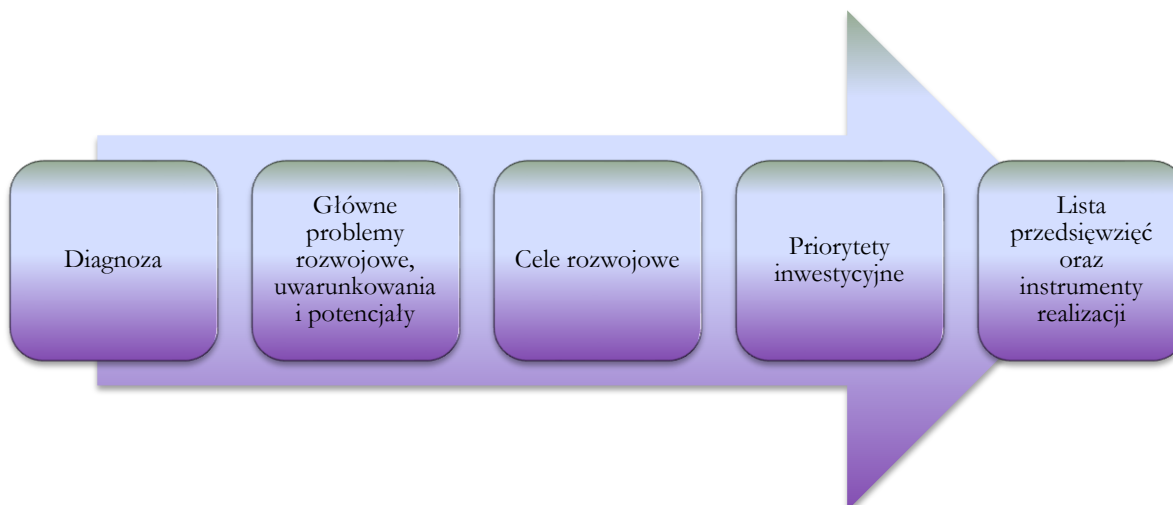 Diagnoza
Główne
problemy
rozwojowe,
uwarunkowania
i potencjały
Cele rozwojowe
Priorytety
inwestycyjne
Lista
przedsięwzięć
oraz
instrumenty
realizacji